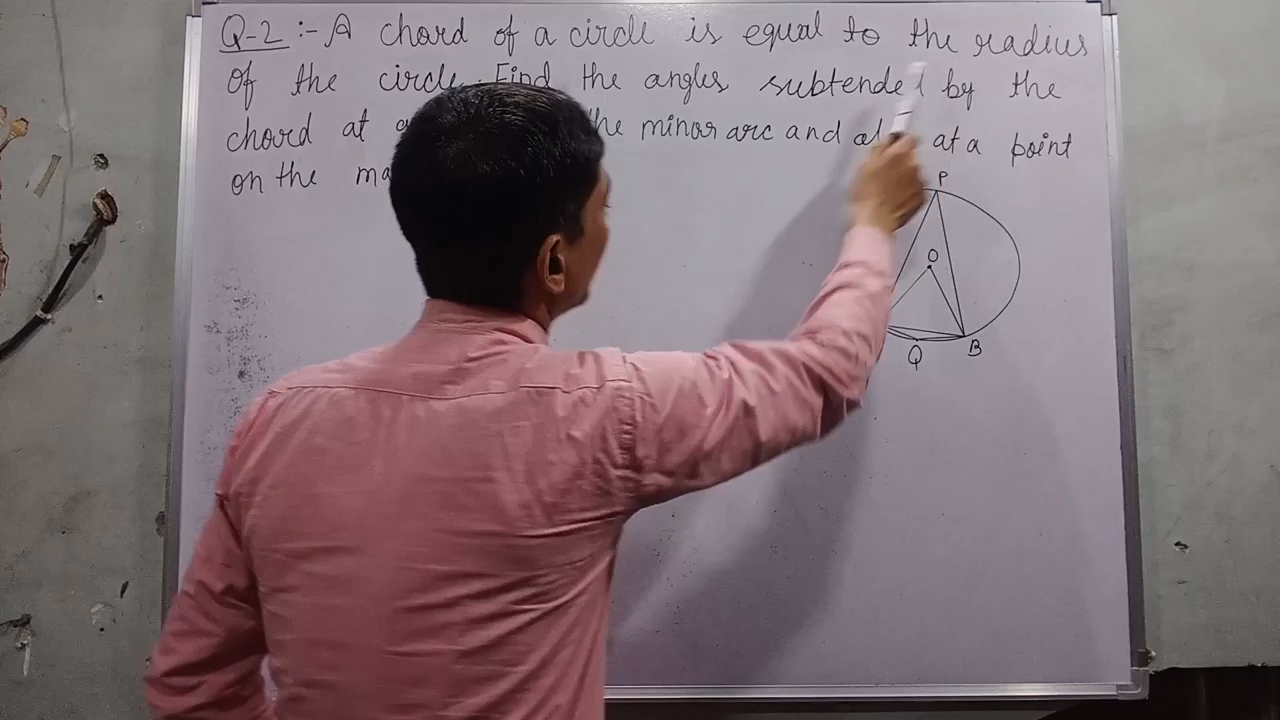 Q-2 :- A chord of a circle is equal to the radius
of the circle. Find the angles subtended by the
chord at the minor arc and at a point
on the
P
O
Q B